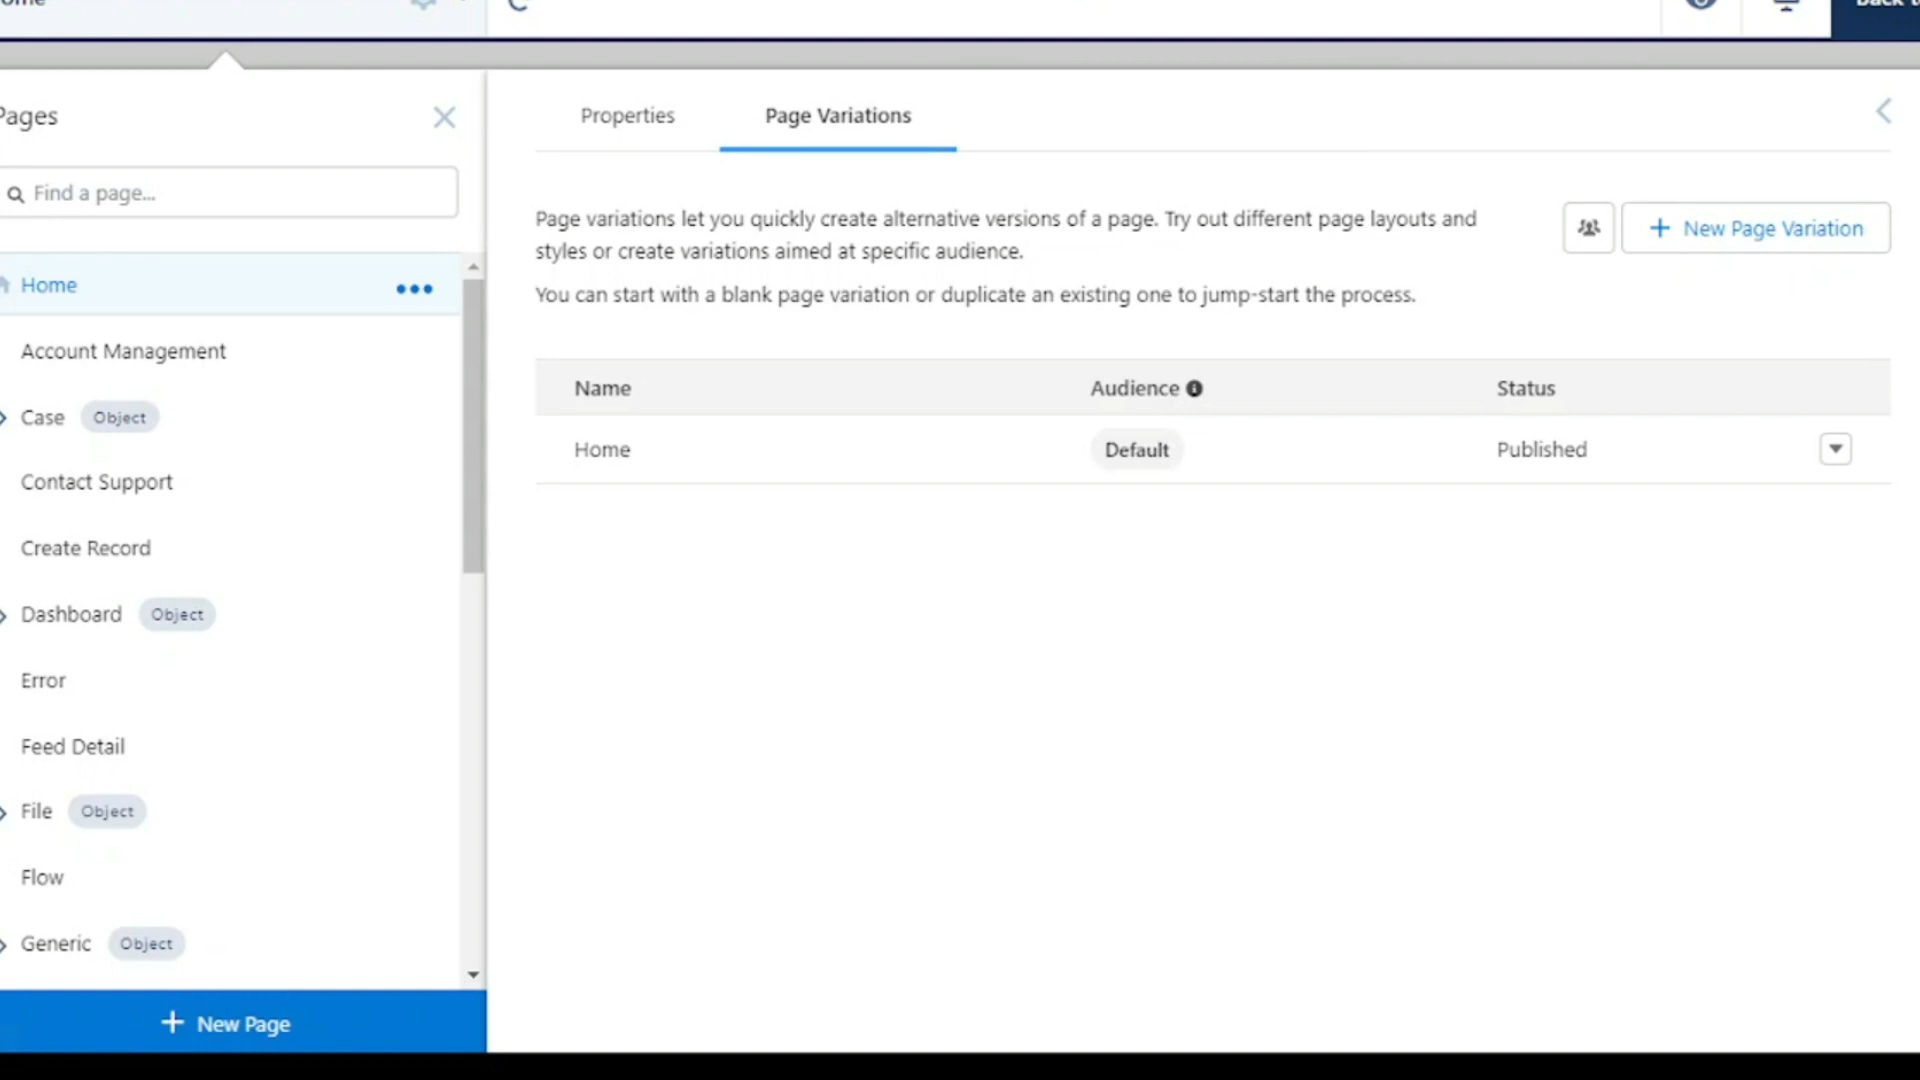 Pages
Find a page...
Home
Account Management
Case Object
Contact Support
Create Record
Dashboard Object
Error
Feed Detail
File Object
Flow
Generic Object
New Page
Properties Page Variations
Page variations let you quickly create alternative versions of a page. Try out different page layouts and
styles or create variations aimed at specific audience.
You can start with a blank page variation or duplicate an existing one to jump-start the process.
New Page Variation
Name Audience Status
Home Default Published